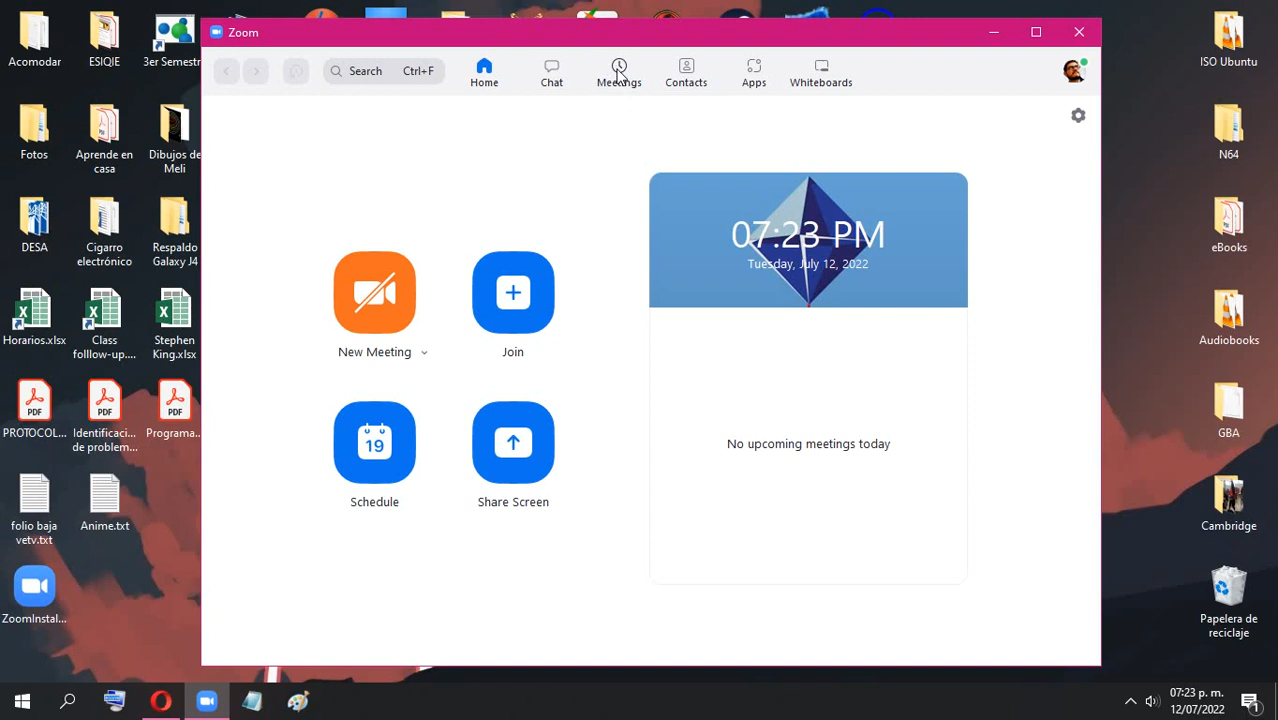 Zoom
Search Ctrl+F
Home
Chat
Meetings
Contacts
Apps
Whiteboards
07:23 PM
Tuesday, July 12, 2022
New Meeting
Join
No upcoming meetings today
19
Schedule
Share Screen
Acomodar
ESIQIE
3er Semestr
Fotos
Aprende en
casa
Dibujos de
Meli
DESA
Cigarro
electrónico
Respaldo
Galaxy J4
Horarios.xlsx
Class
folllow-up....
Stephen
King.xlsx
PDF
PDF
PDF
PROTOCOL...
Identificaci...
de problem...
Programa..
folio baja
vetv.txt
Anime.txt
ZoomInstal...
ISO Ubuntu
N64
eBooks
Audiobooks
GBA
Cambridge
Papelera de
reciclaje
07:23 p. m.
12/07/2022
1